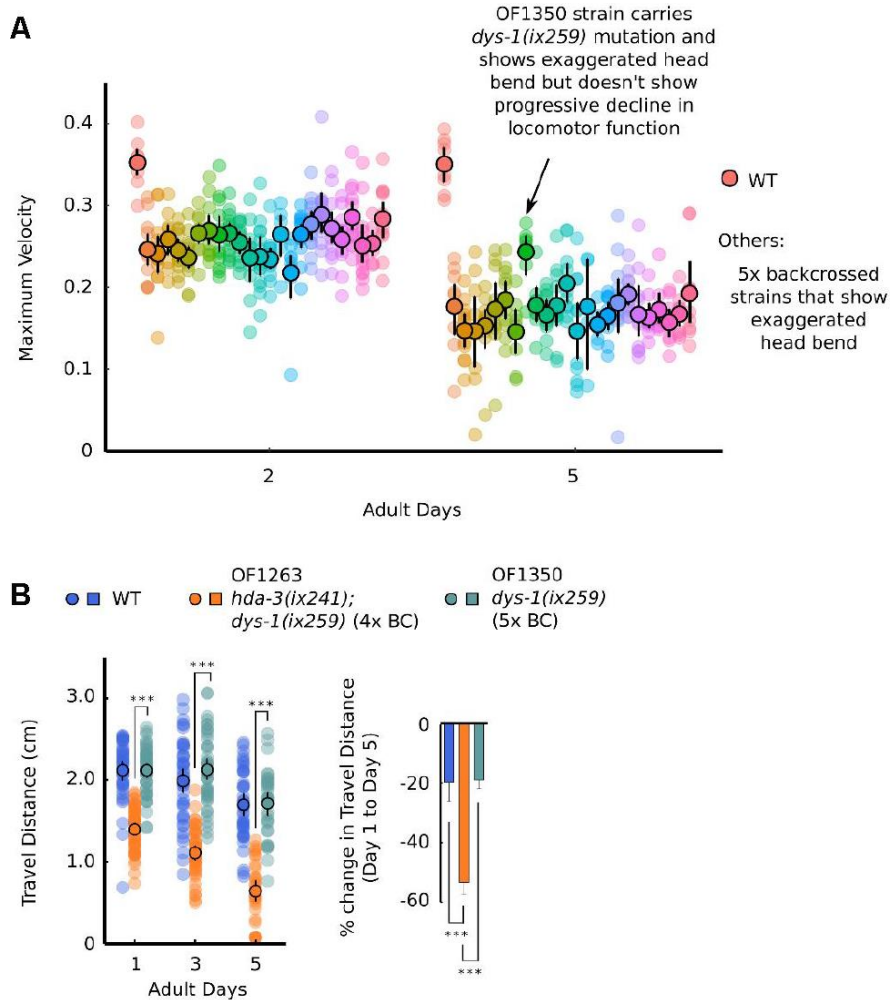 A
OF1350 strain carries
dys-1(ix259) mutation and
shows exaggerated head
bend but doesn't show
progressive decline in
locomotor function
Maximum Velocity
0.4
0.3
0.2
0.1
0
2
5
Adult Days
WT
Others:
5x backcrossed
strains that show
exaggerated
head bend
B
WT
OF1263
hda-3(ix241);
dys-1(ix259) (4x BC)
OF1350
dys-1(ix259)
(5x BC)
Travel Distance (cm)
3.0
2.0
1.0
0
***
***
***
1
3
5
Adult Days
% change in Travel Distance
(Day 1 to Day 5)
0
-20
-40
-60
***
***